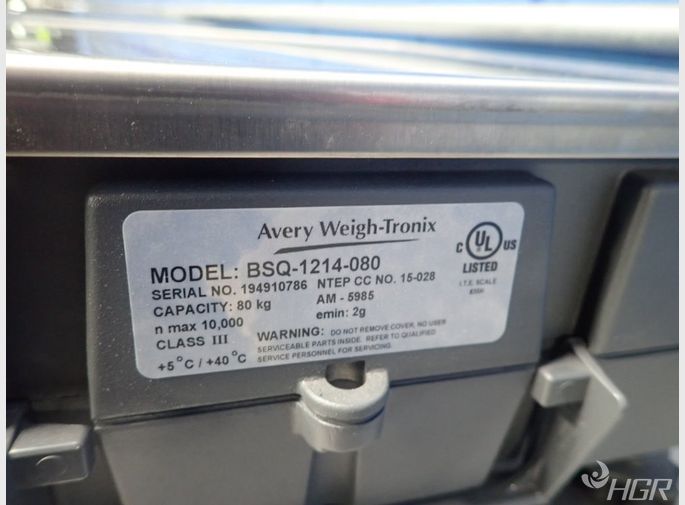 Avery Weigh-Tronix
MODEL: BSQ-1214-080
SERIAL NO. 194910786 NTEP CC NO. 15-028
CAPACITY: 80 kg AM - 5985
n max 10,000 emin: 2g
CLASS III
+5°C / +40°C
WARNING: DO NOT REMOVE COVER, NO USER
SERVICEABLE PARTS INSIDE. REFER TO QUALIFIED
SERVICE PERSONNEL FOR SERVICING.
C UL US
LISTED
I.T.E. SCALE
HGR